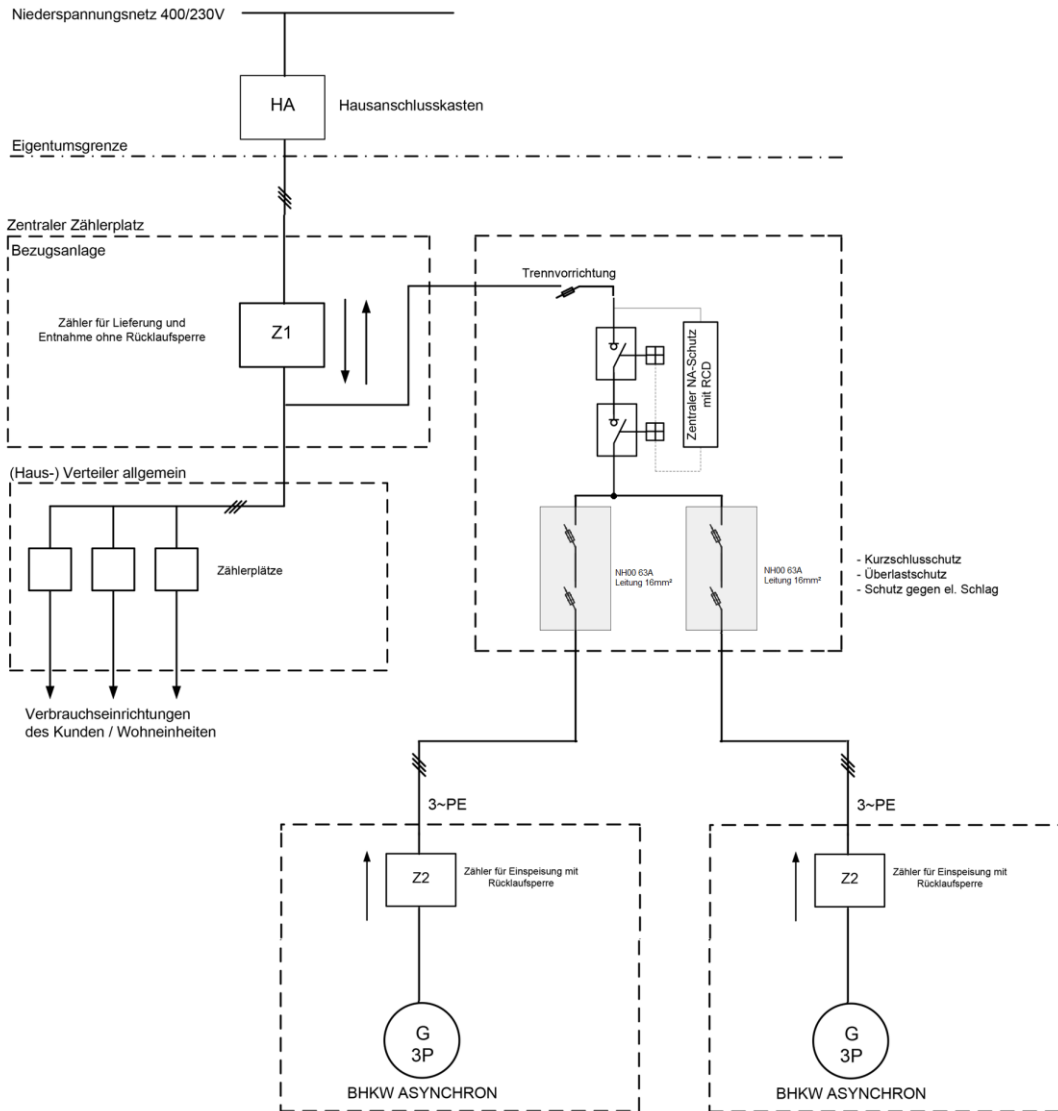 Niederspannungsnetz 400/230V
HA
Hausanschlusskasten
Eigentumsgrenze
Zentraler Zählerplatz
Bezugsanlage
Zähler für Lieferung und
Entnahme ohne Rücklaufsperre
Z1
Trennvorrichtung
Zentraler NA-Schutz
mit RCD
(Haus-) Verteiler allgemein
Zählerplätze
Verbrauchseinrichtungen
des Kunden / Wohneinheiten
NH00 63A
Leitung 16mm²
NH00 63A
Leitung 16mm²
- Kurzschlusschutz
- Überlastschutz
- Schutz gegen el. Schlag
3~PE
Z2
Zähler für Einspeisung mit
Rücklaufsperre
G
3P
BHKW ASYNCHRON
3~PE
Z2
Zähler für Einspeisung mit
Rücklaufsperre
G
3P
BHKW ASYNCHRON